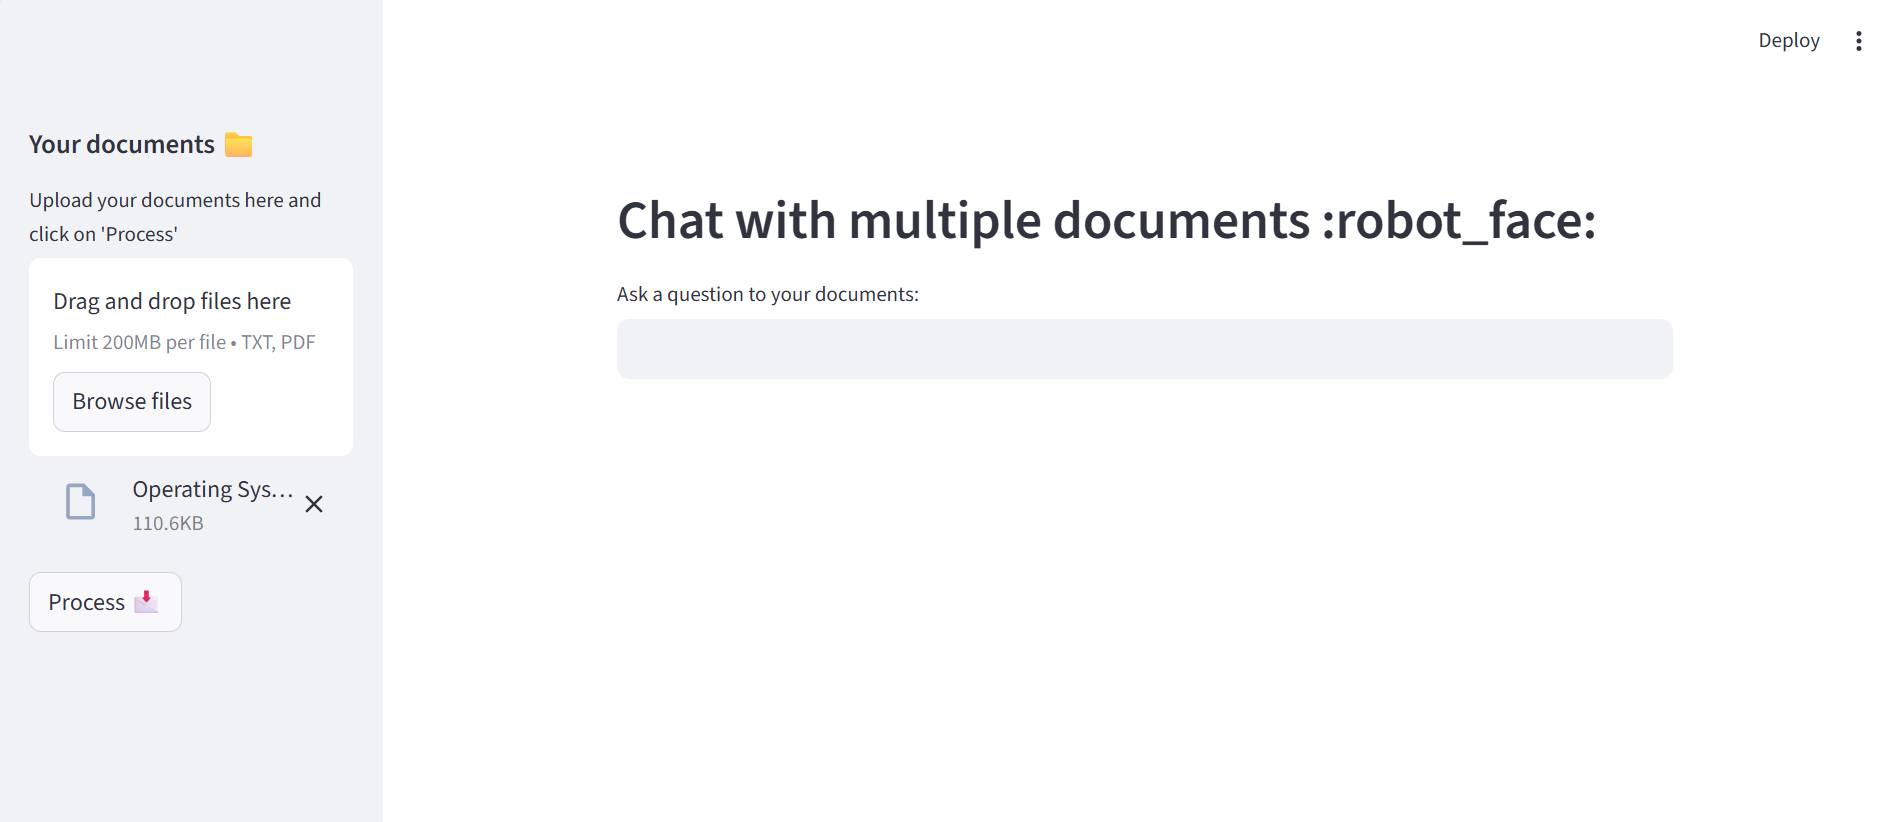 Deploy
Your documents 📁
Upload your documents here and
click on 'Process'
Drag and drop files here
Limit 200MB per file • TXT, PDF
Browse files
Operating Sys...
110.6KB
Process 📩
Chat with multiple documents :robot_face:
Ask a question to your documents: